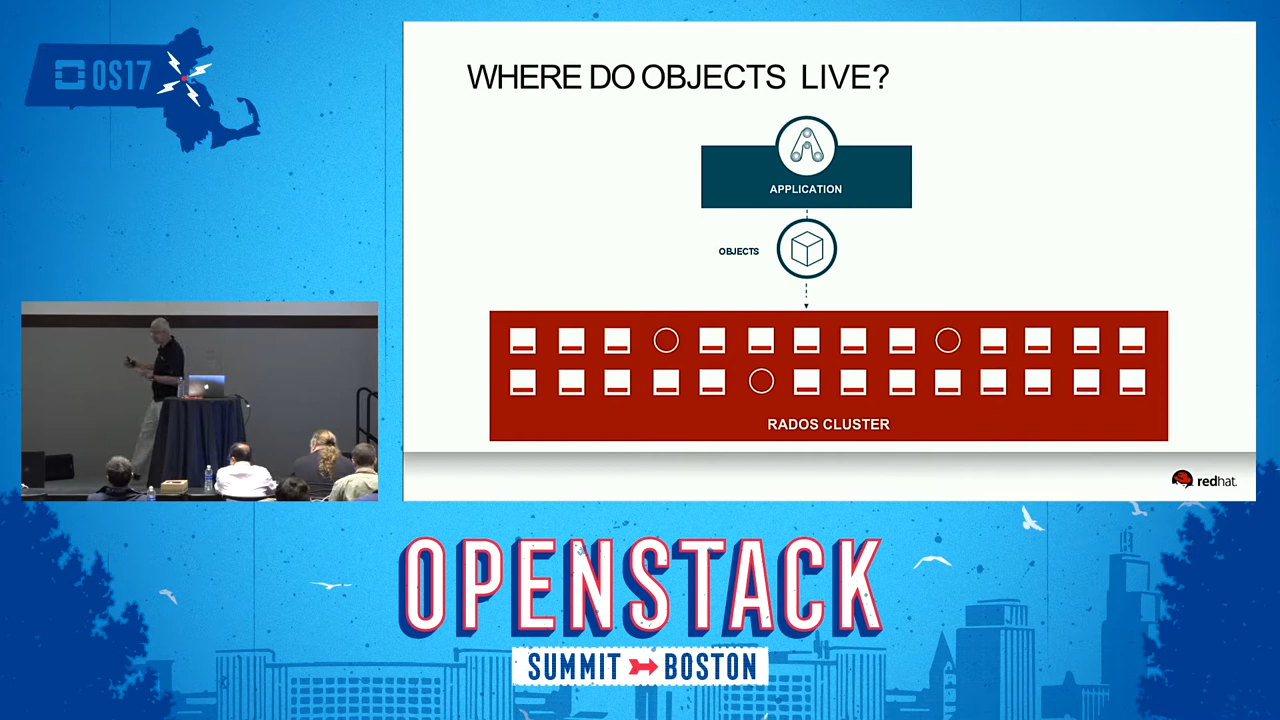 OS17
WHERE DO OBJECTS LIVE?
APPLICATION
OBJECTS
RADOS CLUSTER
redhat.
OPENSTACK
SUMMIT BOSTON